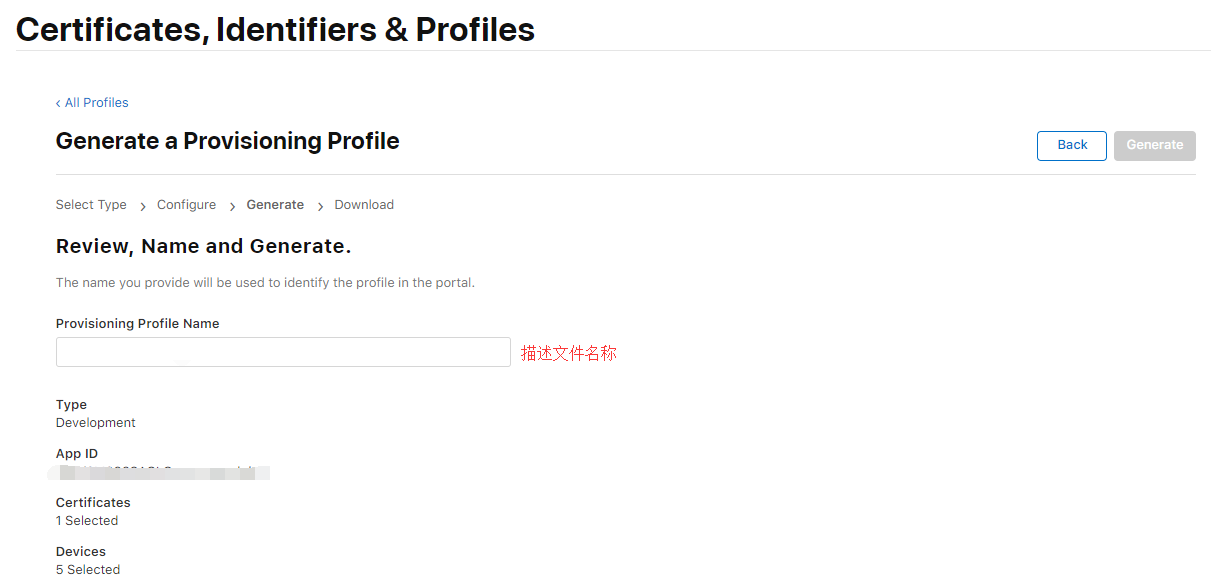 Certificates, Identifiers & Profiles
‹ All Profiles
Generate a Provisioning Profile
Back
Generate
Select Type › Configure › Generate › Download
Review, Name and Generate.
The name you provide will be used to identify the profile in the portal.
Provisioning Profile Name
描述文件名称
Type
Development
App ID
Certificates
1 Selected
Devices
5 Selected